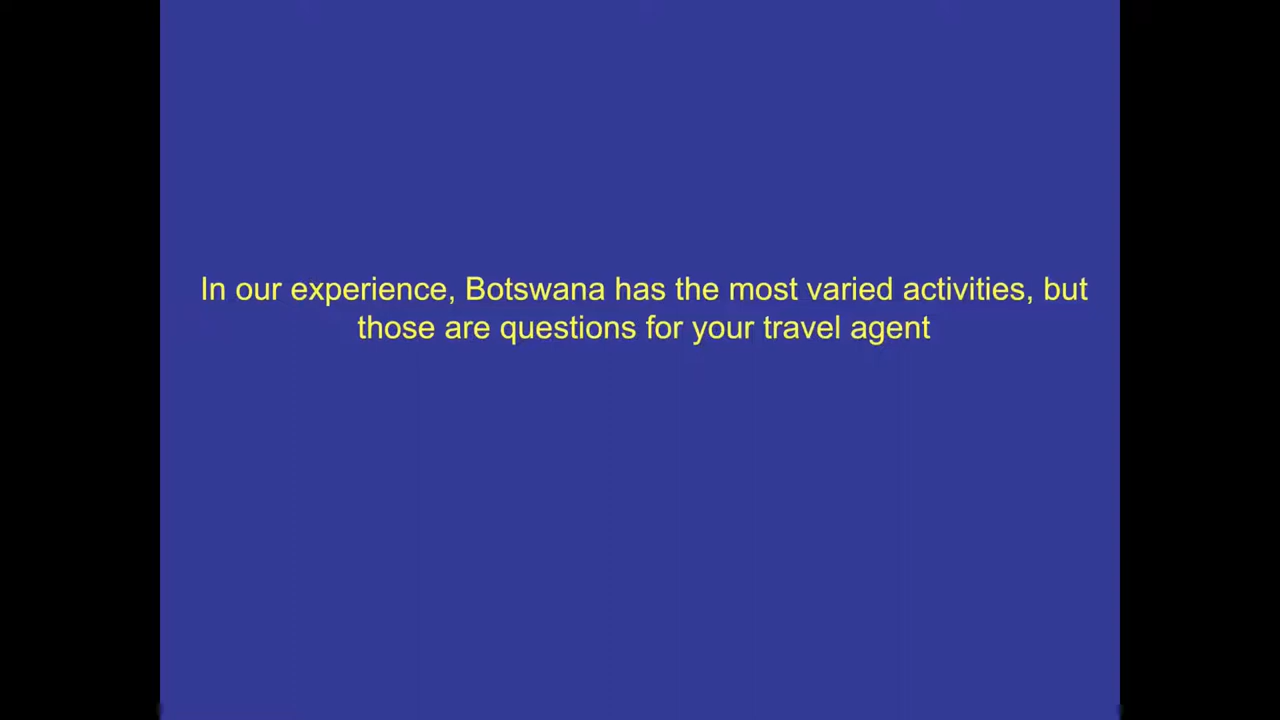 In our experience, Botswana has the most varied activities, but
those are questions for your travel agent